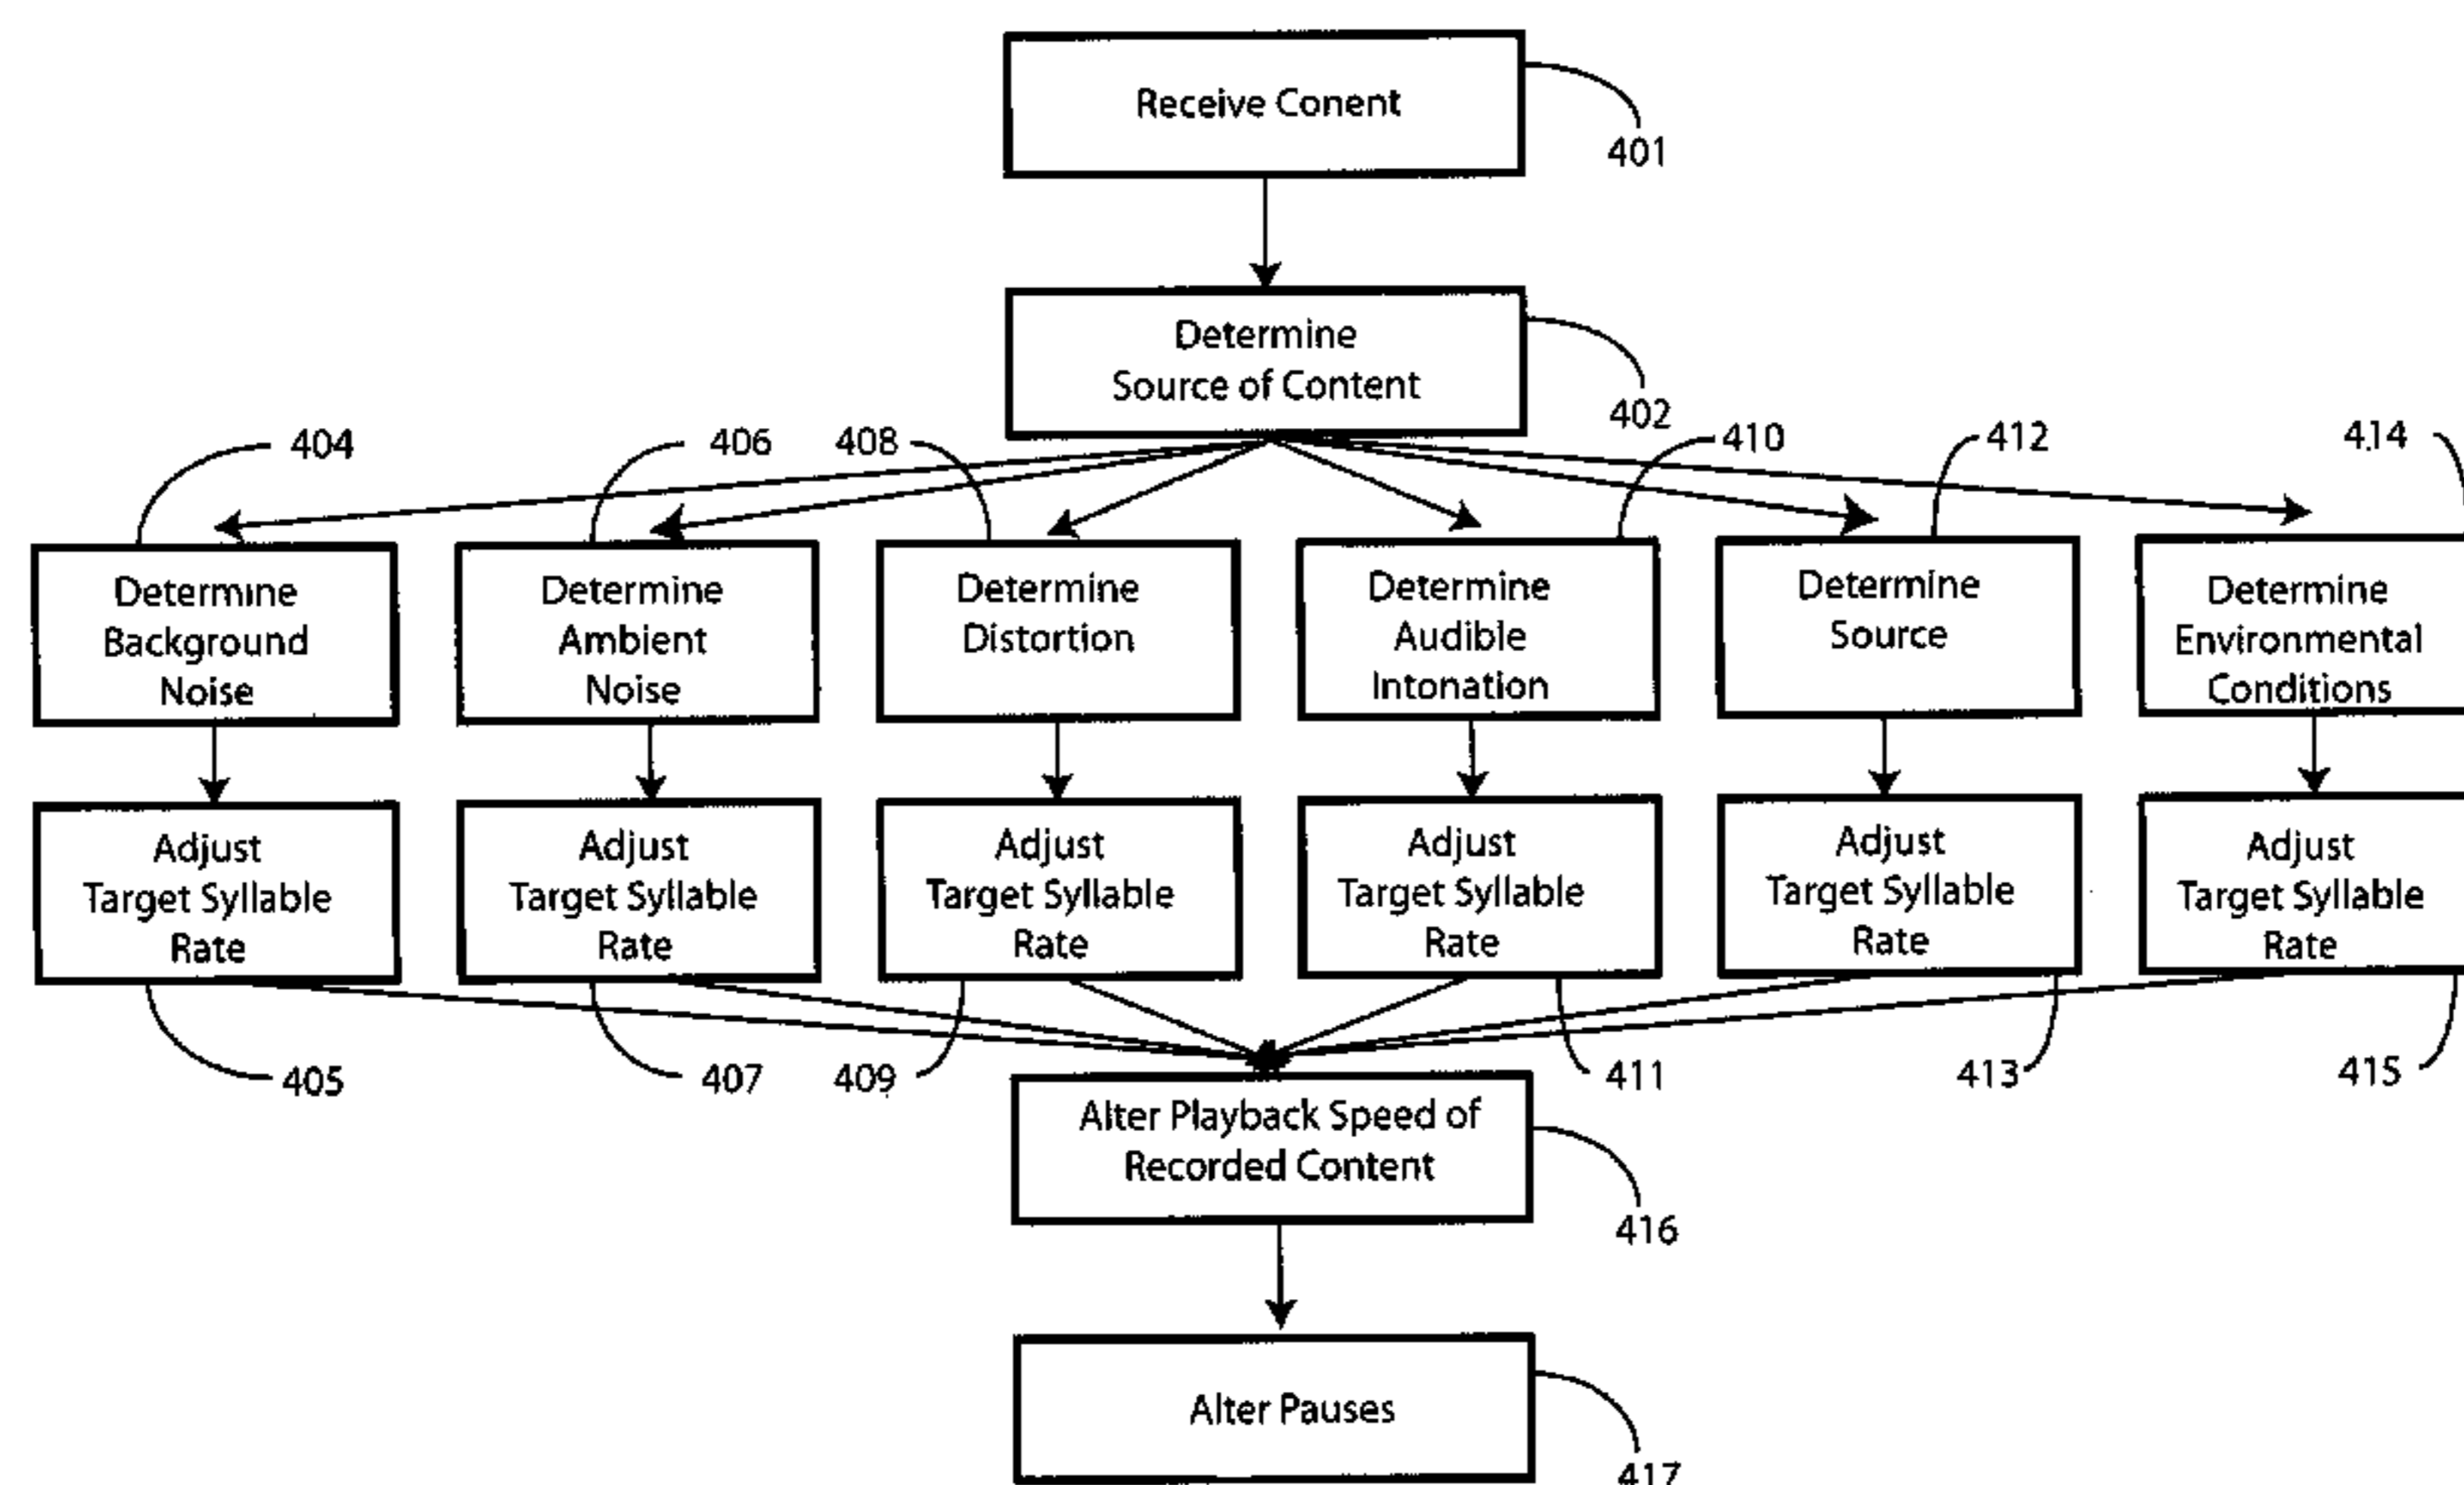 Receive Conent
401
Determine
Source of Content
402
404
406
408
410
412
414
Determine
Background
Noise
Determine
Ambient
Noise
Determine
Distortion
Determine
Audible
Intonation
Determine
Source
Determine
Environmental
Conditions
Adjust
Target Syllable
Rate
Adjust
Target Syllable
Rate
Adjust
Target Syllable
Rate
Adjust
Target Syllable
Rate
Adjust
Target Syllable
Rate
Adjust
Target Syllable
Rate
405
407
409
411
413
415
Alter Playback Speed of
Recorded Content
416
Alter Pauses
417